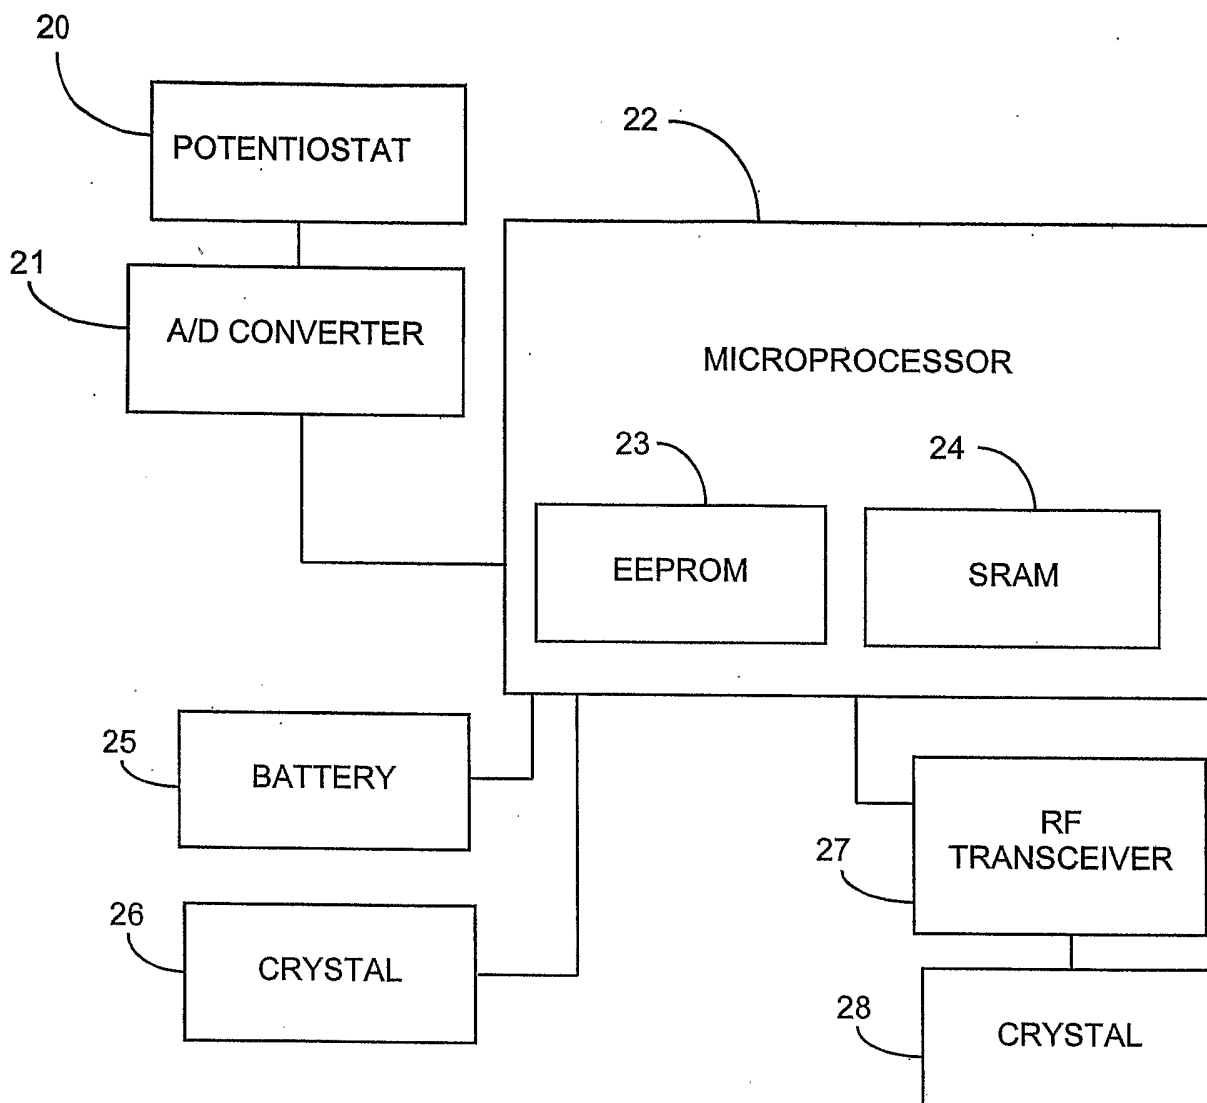 20
POTENTIOSTAT
22
21
A/D CONVERTER
MICROPROCESSOR
23
24
EEPROM
SRAM
25
BATTERY
RF
TRANSCEIVER
27
26
CRYSTAL
28
CRYSTAL